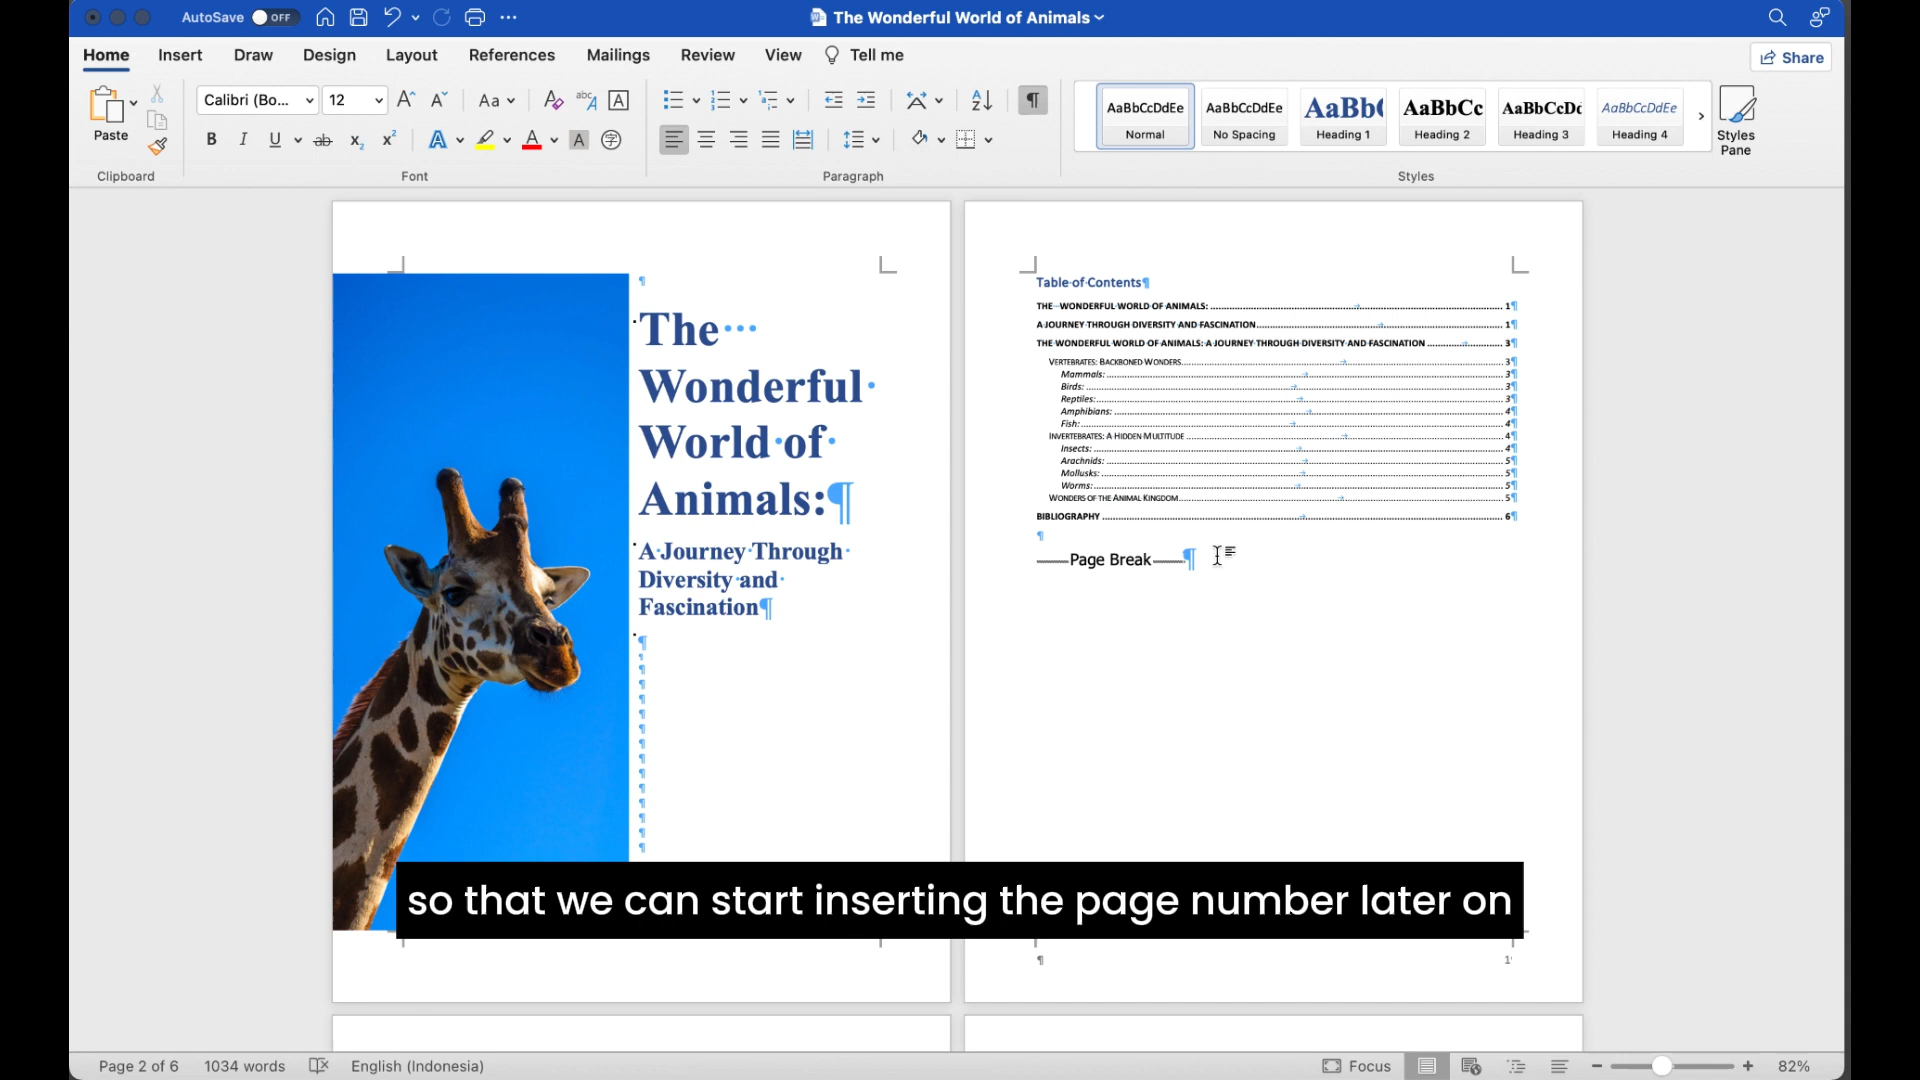 AutoSave OFF
The Wonderful World of Animals
Home Insert Draw Design Layout References Mailings Review View Tell me
Share
Paste
Calibri (Bo... 12
Aa
AaBbCcDdEe AaBbCcDdEe AaBb( AaBbCc AaBbCcDd AaBbCcDdEe
Normal No Spacing Heading 1 Heading 2 Heading 3 Heading 4
Styles Pane
Clipboard Font Paragraph Styles
The
Wonderful
World of
Animals:¶
A Journey Through
Diversity and
Fascination¶
Table of Contents¶
THE WONDERFUL WORLD OF ANIMALS: 1¶
A JOURNEY THROUGH DIVERSITY AND FASCINATION 1¶
THE WONDERFUL WORLD OF ANIMALS: A JOURNEY THROUGH DIVERSITY AND FASCINATION 3¶
VERTEBRATES: BACKBONED WONDERS 3¶
Mammals: 3¶
Birds: 3¶
Reptiles: 3¶
Amphibians: 4¶
Fish: 4¶
INVERTEBRATES: A HIDDEN MULTITUDE 4¶
Insects: 4¶
Arachnids: 5¶
Mollusks: 5¶
Worms: 5¶
WONDERS OF THE ANIMAL KINGDOM 5¶
BIBLIOGRAPHY 6¶
¶
Page Break¶
so that we can start inserting the page number later on
¶ 1
Page 2 of 6 1034 words English (Indonesia) Focus 82%